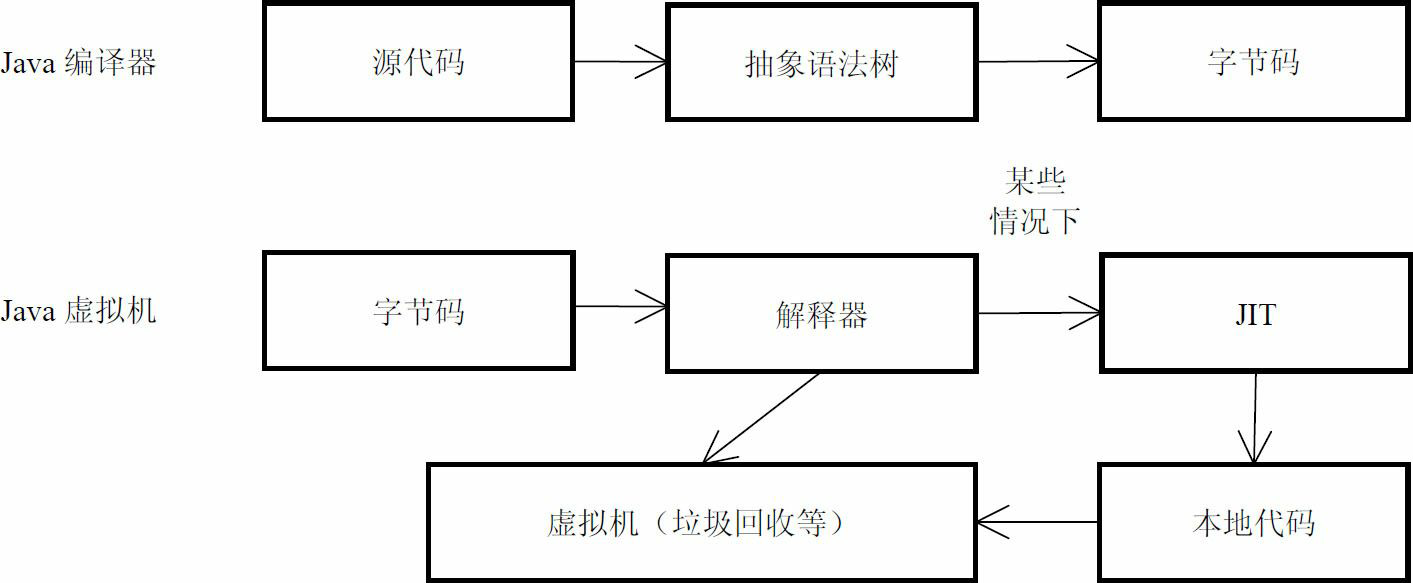 Java 编译器
源代码
抽象语法树
字节码
某些
情况下
Java 虚拟机
字节码
解释器
JIT
虚拟机（垃圾回收等）
本地代码